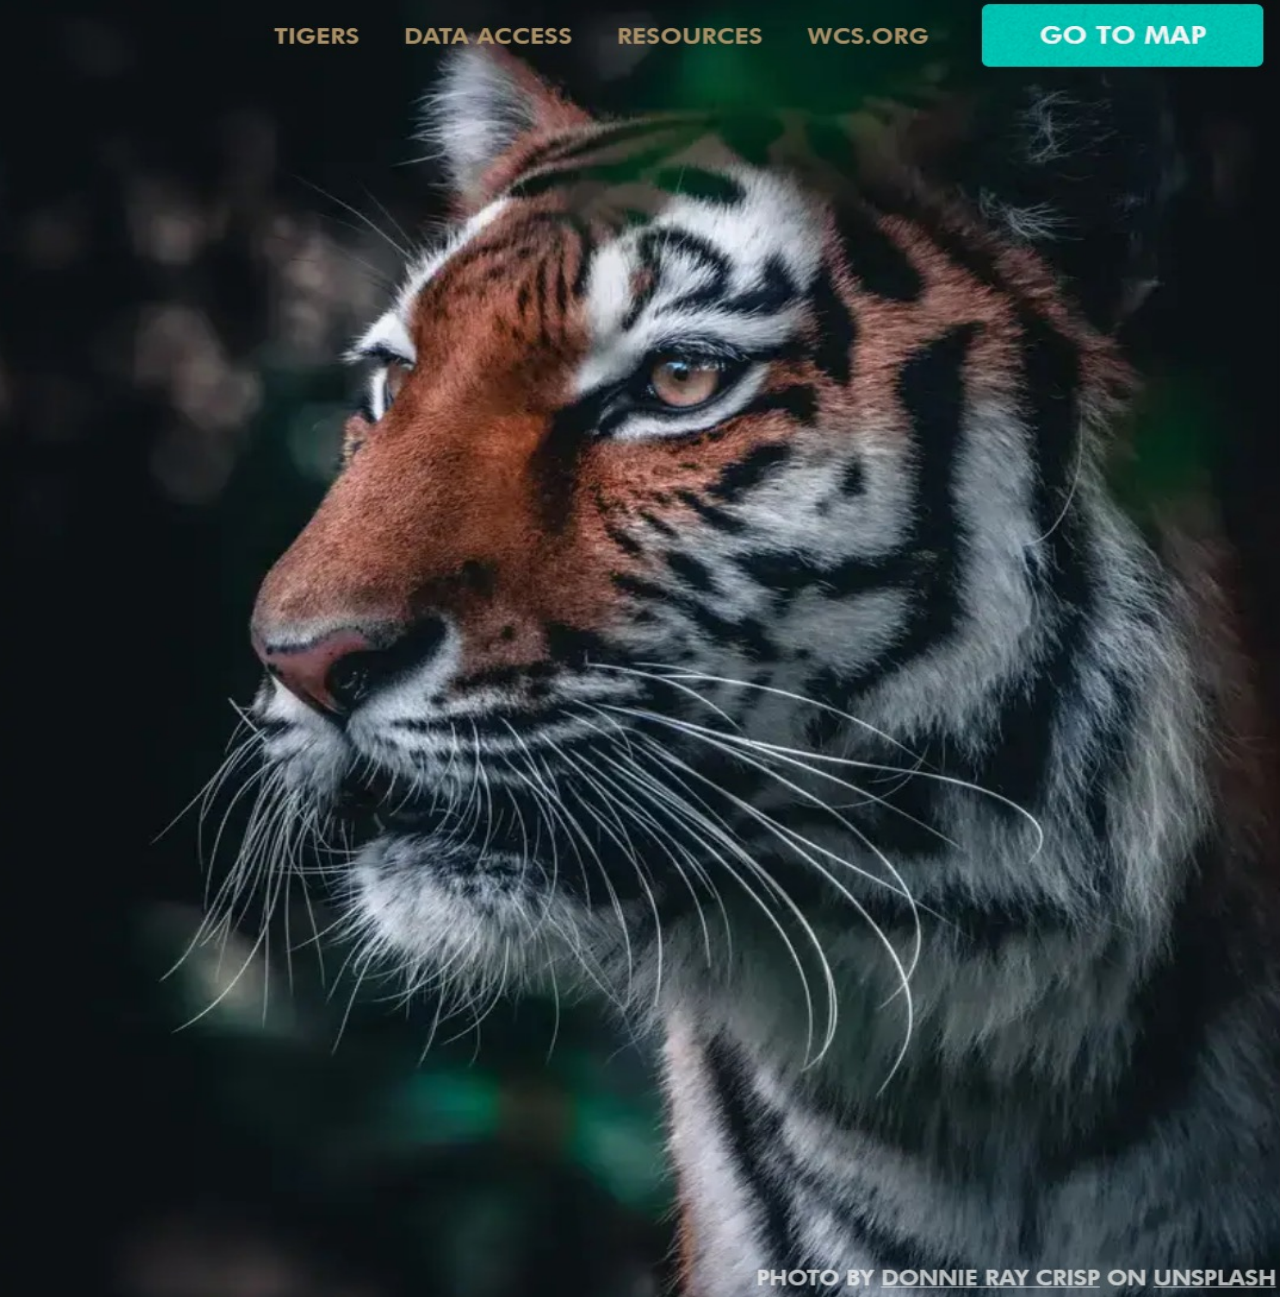 TIGERS DATA ACCESS RESOURCES WCS.ORG GO TO MAP
PHOTO BY DONNIE RAY CRISP ON UNSPLASH